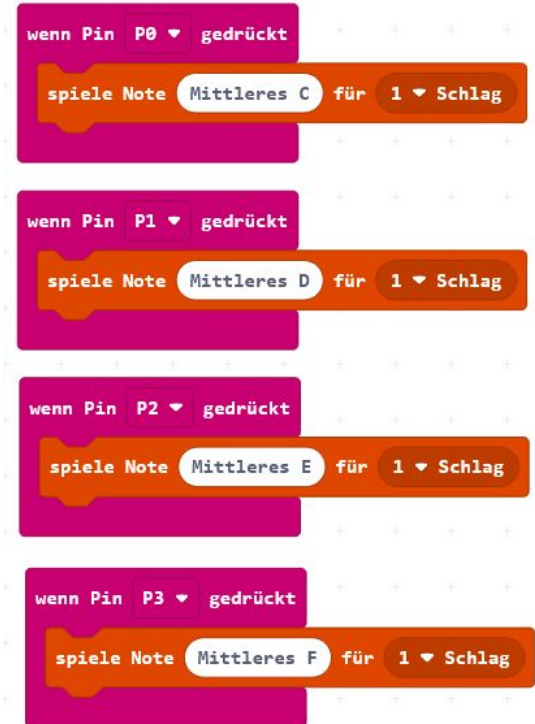 wenn Pin P0 gedrückt
spiele Note Mittleres C für 1 Schlag
wenn Pin P1 gedrückt
spiele Note Mittleres D für 1 Schlag
wenn Pin P2 gedrückt
spiele Note Mittleres E für 1 Schlag
wenn Pin P3 gedrückt
spiele Note Mittleres F für 1 Schlag